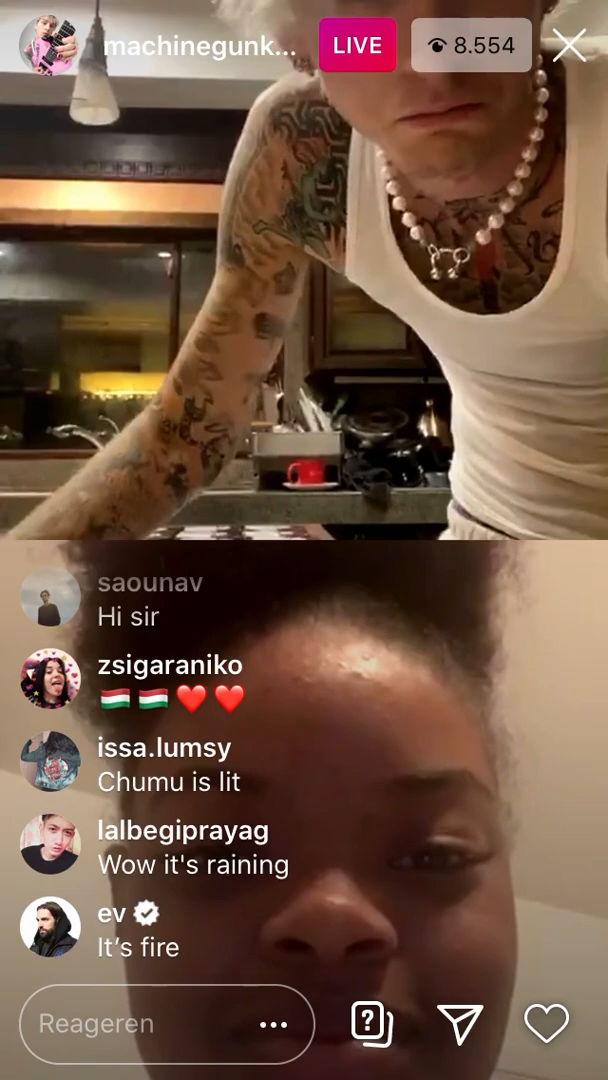 machinegunk...
LIVE
8.554
saounav
Hi sir
zsigaraniko
🇭🇺 🇭🇺 ❤️ ❤️
issa.lumsy
Chumu is lit
lalbegiprayag
Wow it's raining
ev
It’s fire
Reageren